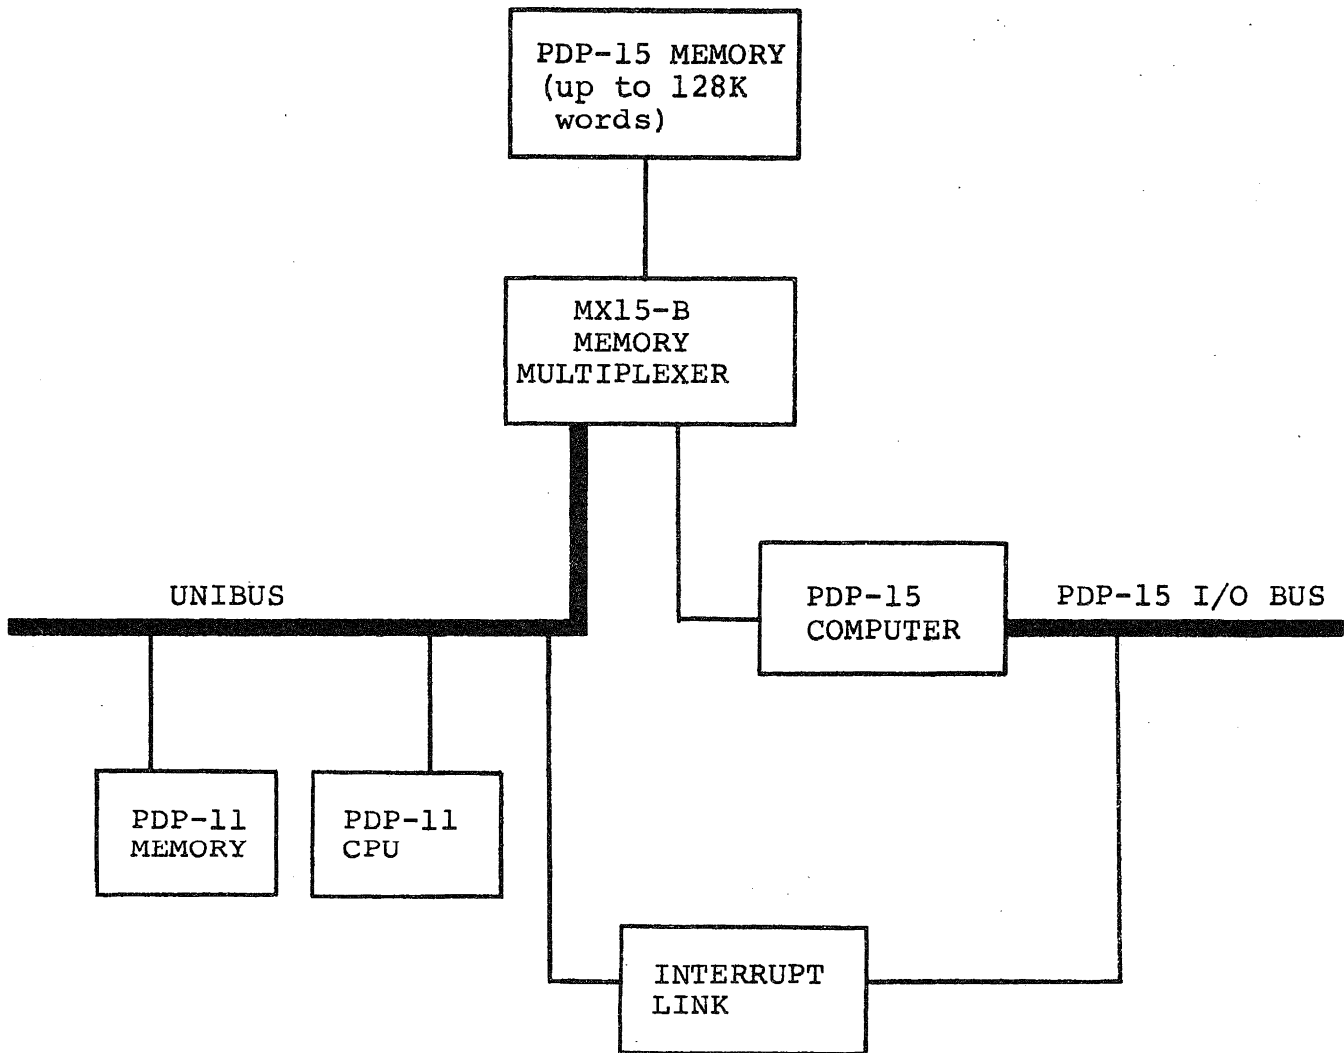 PDP-15 MEMORY
(up to 128K
words)
MX15-B
MEMORY
MULTIPLEXER
UNIBUS
PDP-15
COMPUTER
PDP-15 I/O BUS
PDP-11
MEMORY
PDP-11
CPU
INTERRUPT
LINK